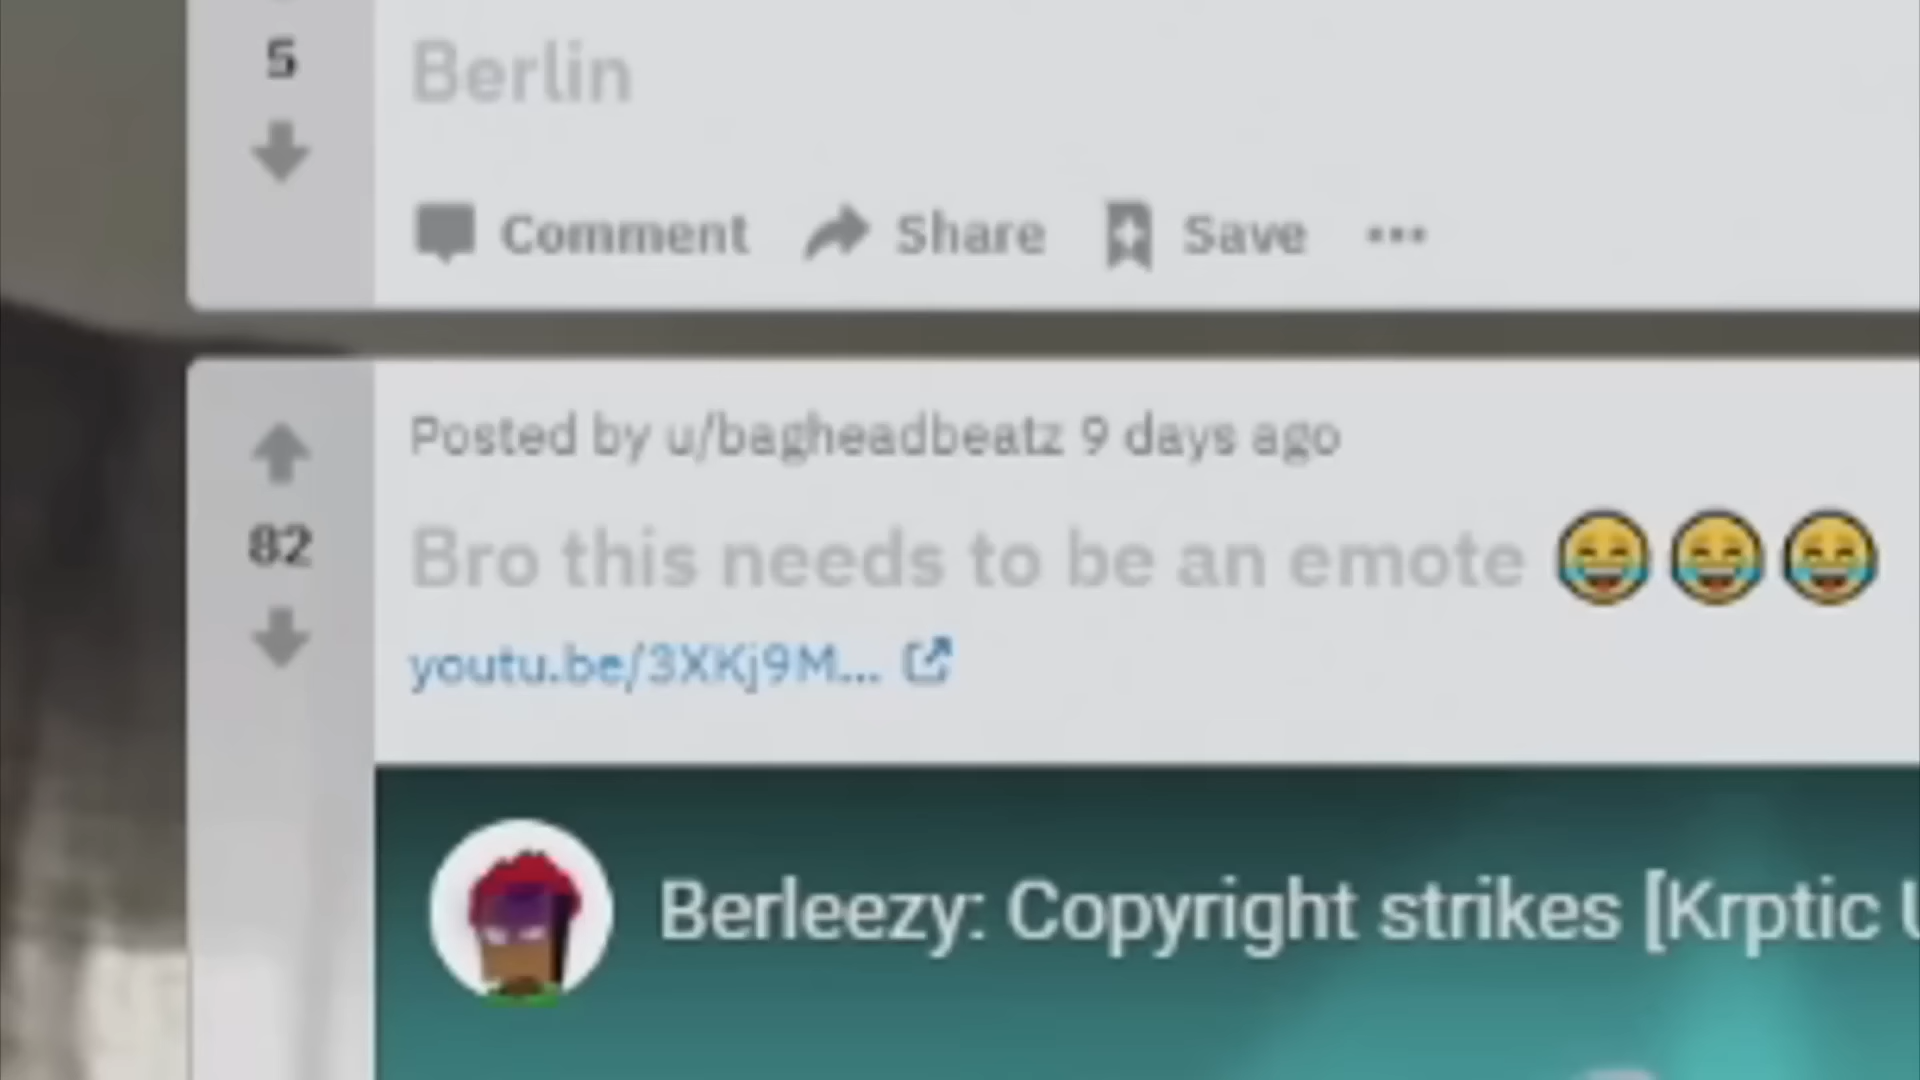 5
Berlin
Comment Share Save ...
Posted by u/bagheadbeatz 9 days ago
82
Bro this needs to be an emote 😂😂😂
youtu.be/3XKj9M...
Berleezy: Copyright strikes [Krptic